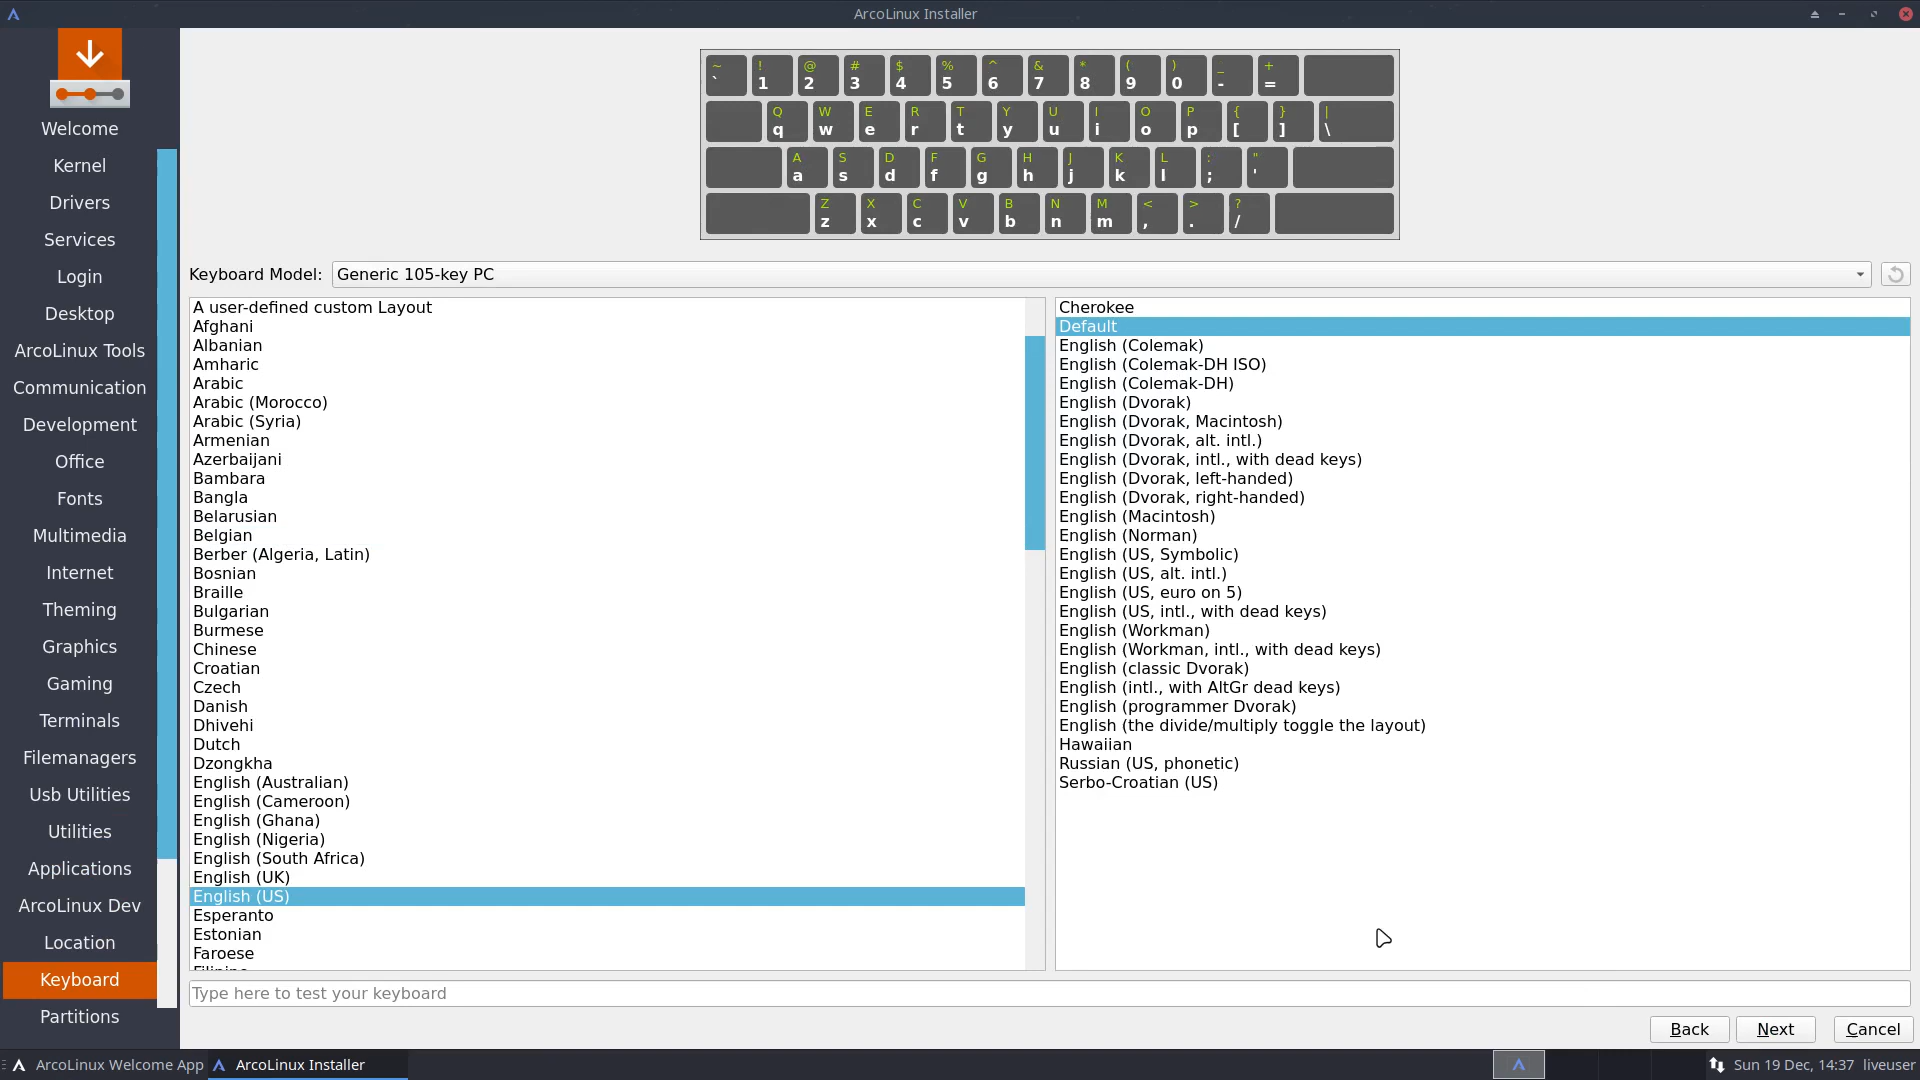 ArcoLinux Installer
Welcome
Kernel
Drivers
Services
Login
Desktop
ArcoLinux Tools
Communication
Development
Office
Fonts
Multimedia
Internet
Theming
Graphics
Gaming
Terminals
Filemanagers
Usb Utilities
Utilities
Applications
ArcoLinux Dev
Location
Keyboard
Partitions
~ ! @ # $ % ^ & * ( ) _ +
` 1 2 3 4 5 6 7 8 9 0 - =
Q W E R T Y U I O P { } |
q w e r t y u i o p [ ] \
A S D F G H J K L : "
a s d f g h j k l ; '
Z X C V B N M < > ?
z x c v b n m , . /
Keyboard Model: Generic 105-key PC
A user-defined custom Layout
Afghani
Albanian
Amharic
Arabic
Arabic (Morocco)
Arabic (Syria)
Armenian
Azerbaijani
Bambara
Bangla
Belarusian
Belgian
Berber (Algeria, Latin)
Bosnian
Braille
Bulgarian
Burmese
Chinese
Croatian
Czech
Danish
Dhivehi
Dutch
Dzongkha
English (Australian)
English (Cameroon)
English (Ghana)
English (Nigeria)
English (South Africa)
English (UK)
English (US)
Esperanto
Estonian
Faroese
Cherokee
Default
English (Colemak)
English (Colemak-DH ISO)
English (Colemak-DH)
English (Dvorak)
English (Dvorak, Macintosh)
English (Dvorak, alt. intl.)
English (Dvorak, intl., with dead keys)
English (Dvorak, left-handed)
English (Dvorak, right-handed)
English (Macintosh)
English (Norman)
English (US, Symbolic)
English (US, alt. intl.)
English (US, euro on 5)
English (US, intl., with dead keys)
English (Workman)
English (Workman, intl., with dead keys)
English (classic Dvorak)
English (intl., with AltGr dead keys)
English (programmer Dvorak)
English (the divide/multiply toggle the layout)
Hawaiian
Russian (US, phonetic)
Serbo-Croatian (US)
Type here to test your keyboard
Back Next Cancel
ArcoLinux Welcome App ArcoLinux Installer Sun 19 Dec, 14:37 liveuser